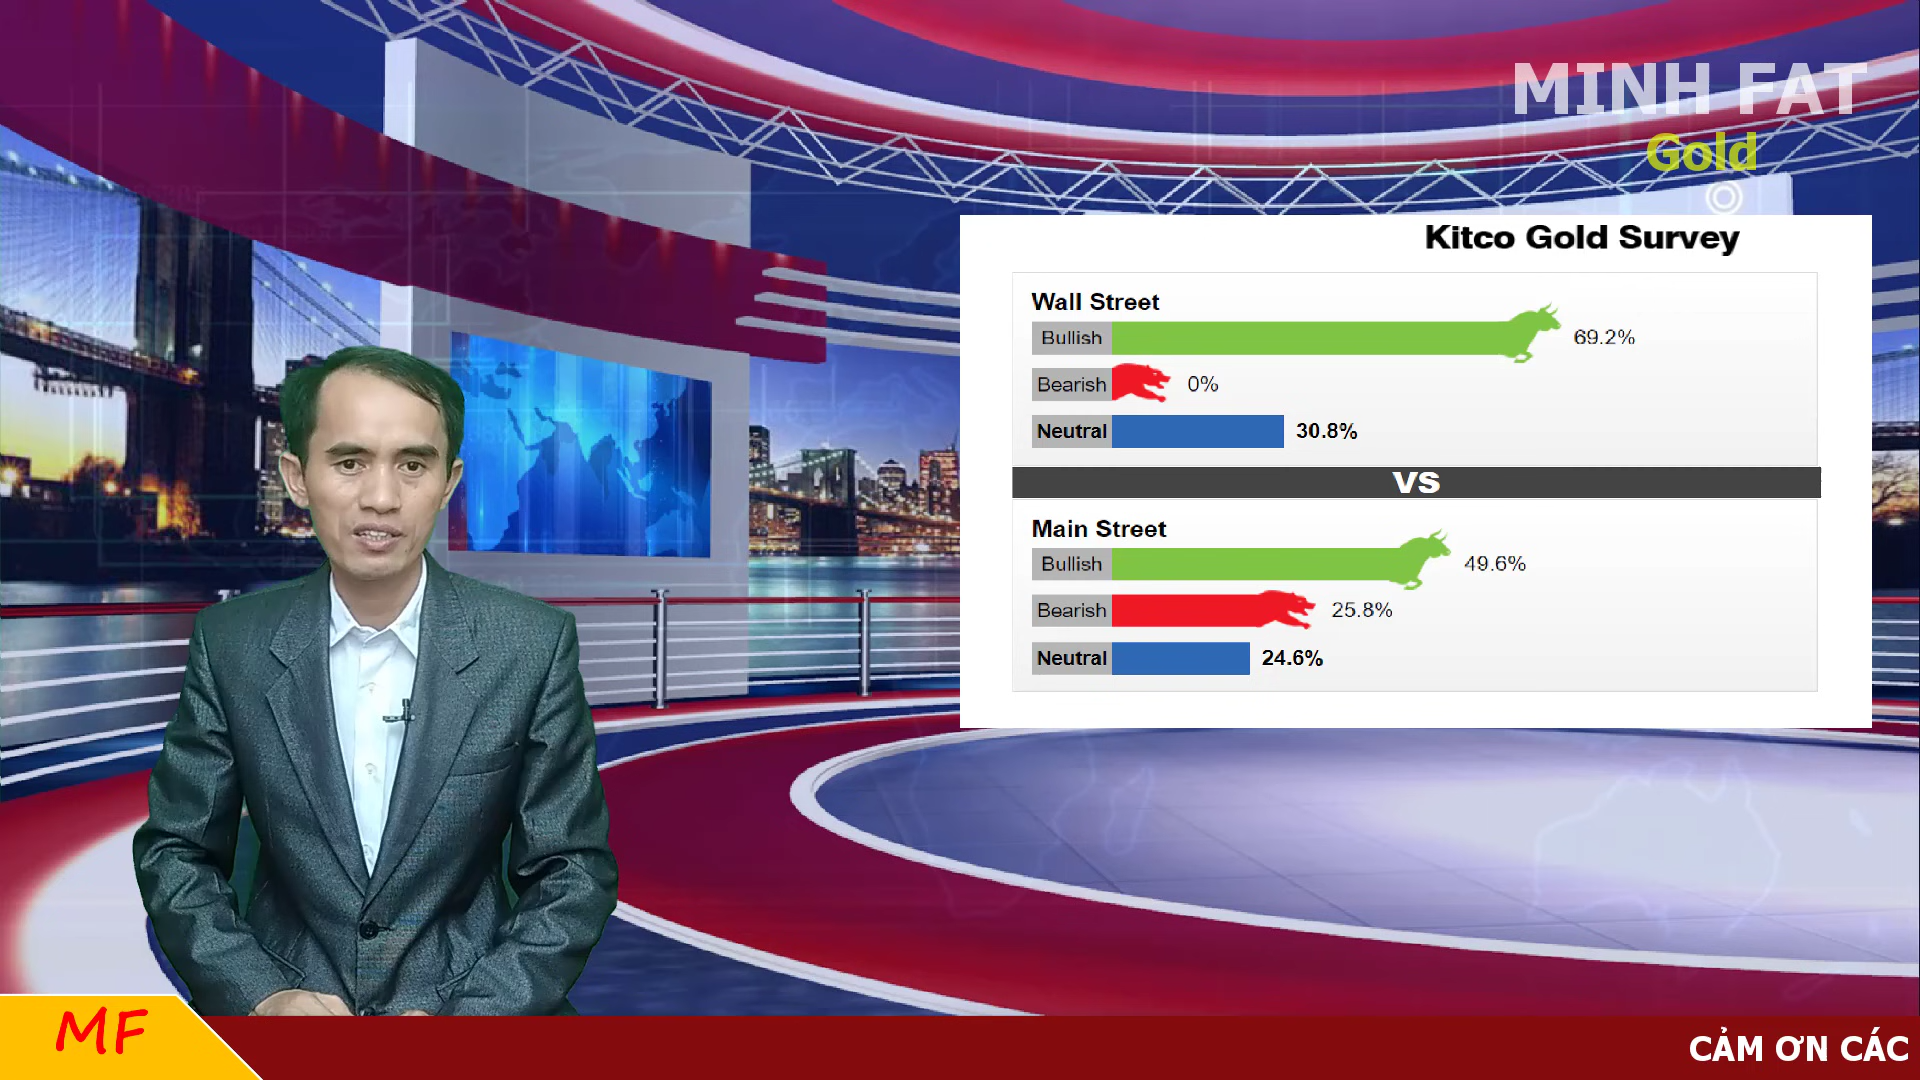 MINH FAT
Gold
Kitco Gold Survey
Wall Street
Bullish 69.2%
Bearish 0%
Neutral 30.8%
VS
Main Street
Bullish 49.6%
Bearish 25.8%
Neutral 24.6%
MF
CẢM ƠN CÁC